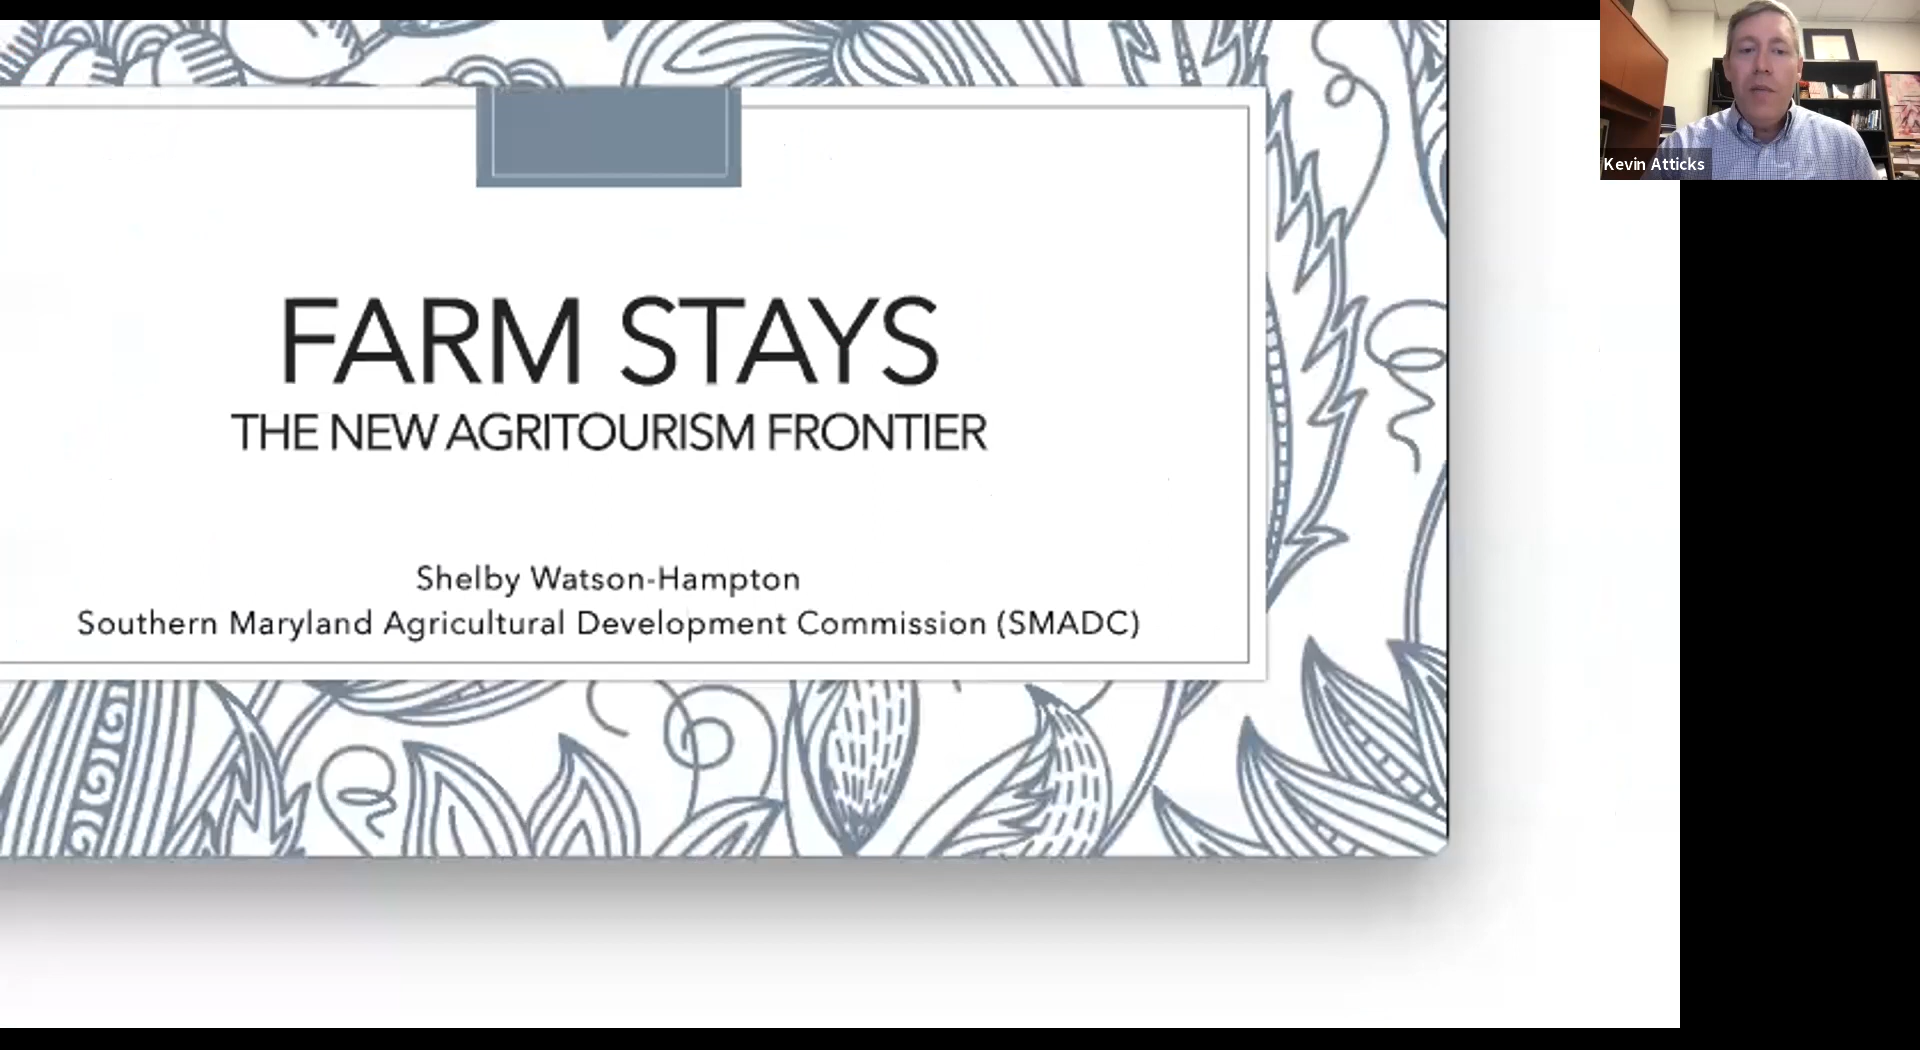 Kevin Atticks
FARM STAYS
THE NEW AGRITOURISM FRONTIER
Shelby Watson-Hampton
Southern Maryland Agricultural Development Commission (SMADC)